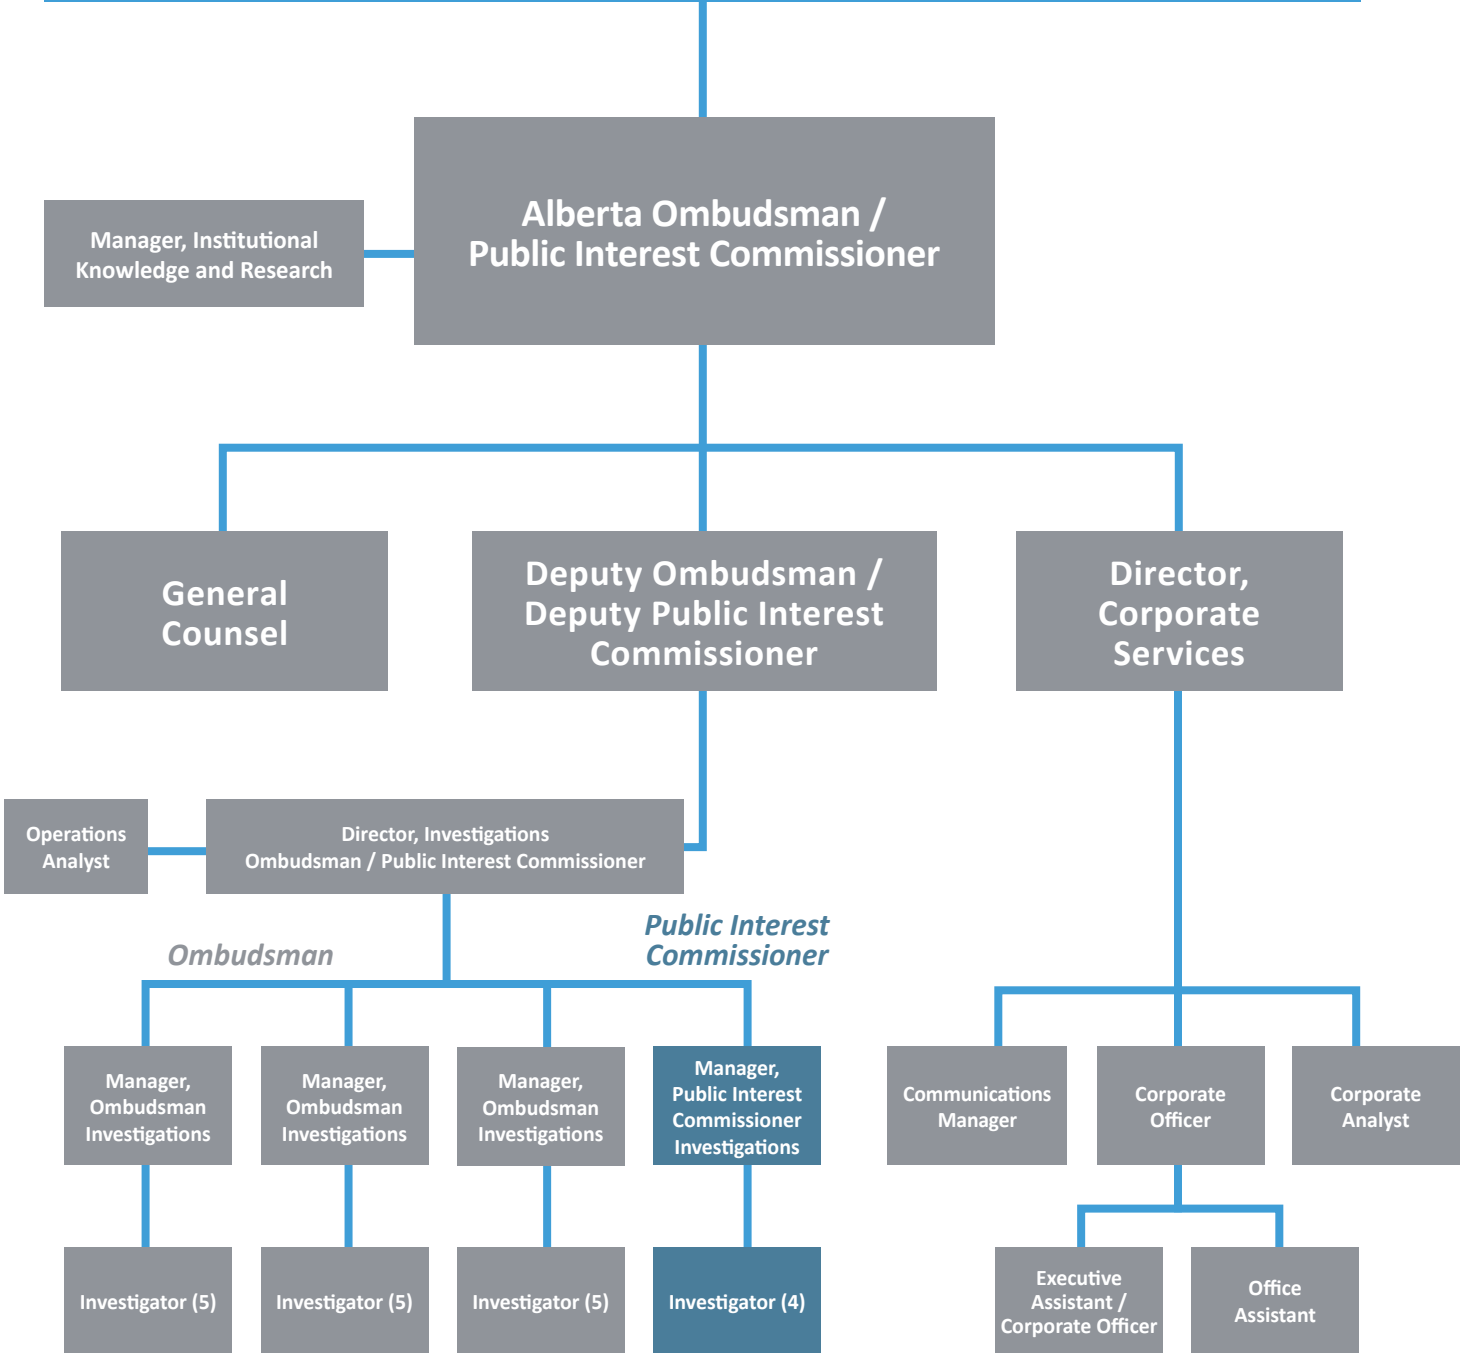 Alberta Ombudsman /
Public Interest Commissioner
Manager, Institutional
Knowledge and Research
General
Counsel
Deputy Ombudsman /
Deputy Public Interest
Commissioner
Director,
Corporate
Services
Operations
Analyst
Director, Investigations
Ombudsman / Public Interest Commissioner
Ombudsman
Public Interest
Commissioner
Manager,
Ombudsman
Investigations
Manager,
Ombudsman
Investigations
Manager,
Ombudsman
Investigations
Manager,
Public Interest
Commissioner
Investigations
Communications
Manager
Corporate
Officer
Corporate
Analyst
Investigator (5)
Investigator (5)
Investigator (5)
Investigator (4)
Executive
Assistant /
Corporate Officer
Office
Assistant